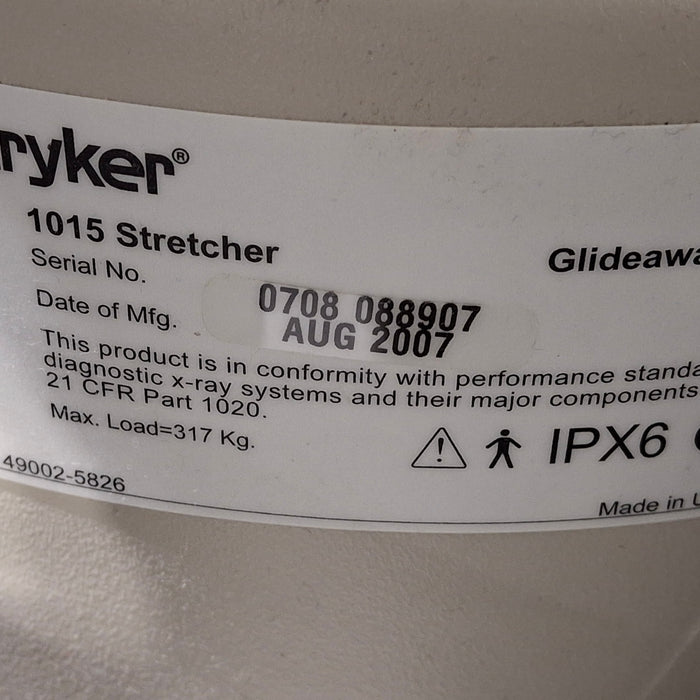 ryker®
1015 Stretcher
Glideawa
Serial No.
0708 088907
Date of Mfg.
AUG 2007
This product is in conformity with performance standa
diagnostic x-ray systems and their major components
21 CFR Part 1020.
Max. Load=317 Kg.
IPX6
49002-5826
Made in U